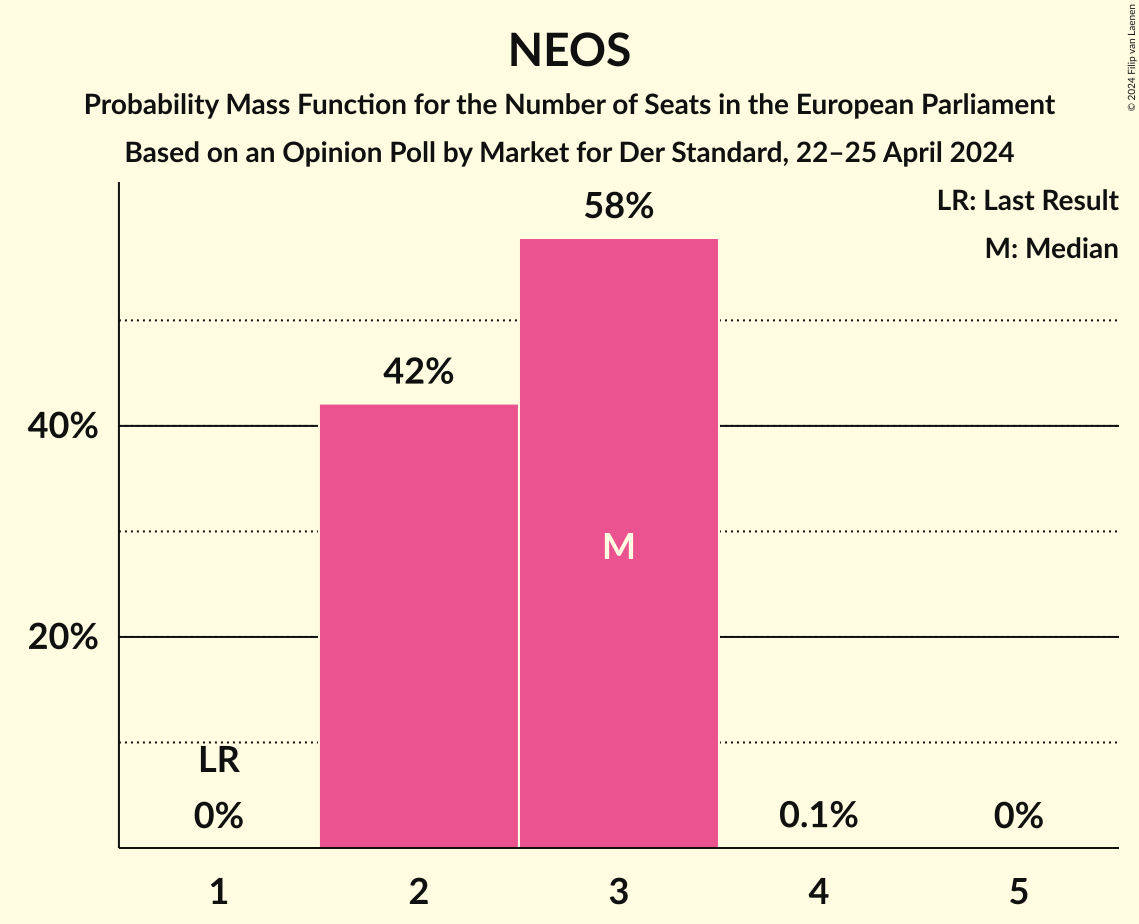 NEOS
Probability Mass Function for the Number of Seats in the European Parliament
Based on an Opinion Poll by Market for Der Standard, 22–25 April 2024
© 2024 Filip van Laenen
LR: Last Result
M: Median
58%
42%
40%
M
20%
LR
0%
0.1%
0%
1
2
3
4
5